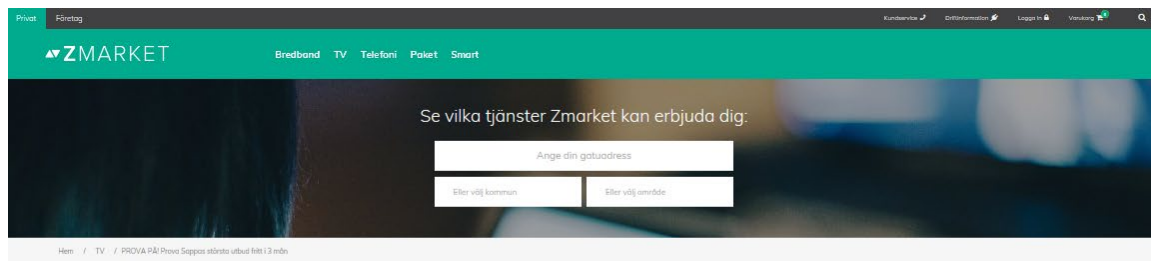 Privat Företag Kundservice Driftinformation Logga in Varukorg
ZMARKET Bredband TV Telefoni Paket Smart
Se vilka tjänster Zmarket kan erbjuda dig:
Ange din gatuadress
Eller välj kommun Eller välj område
Hem / TV / PROVA PÅ! Prova Sappas största utbud fritt i 3 mån